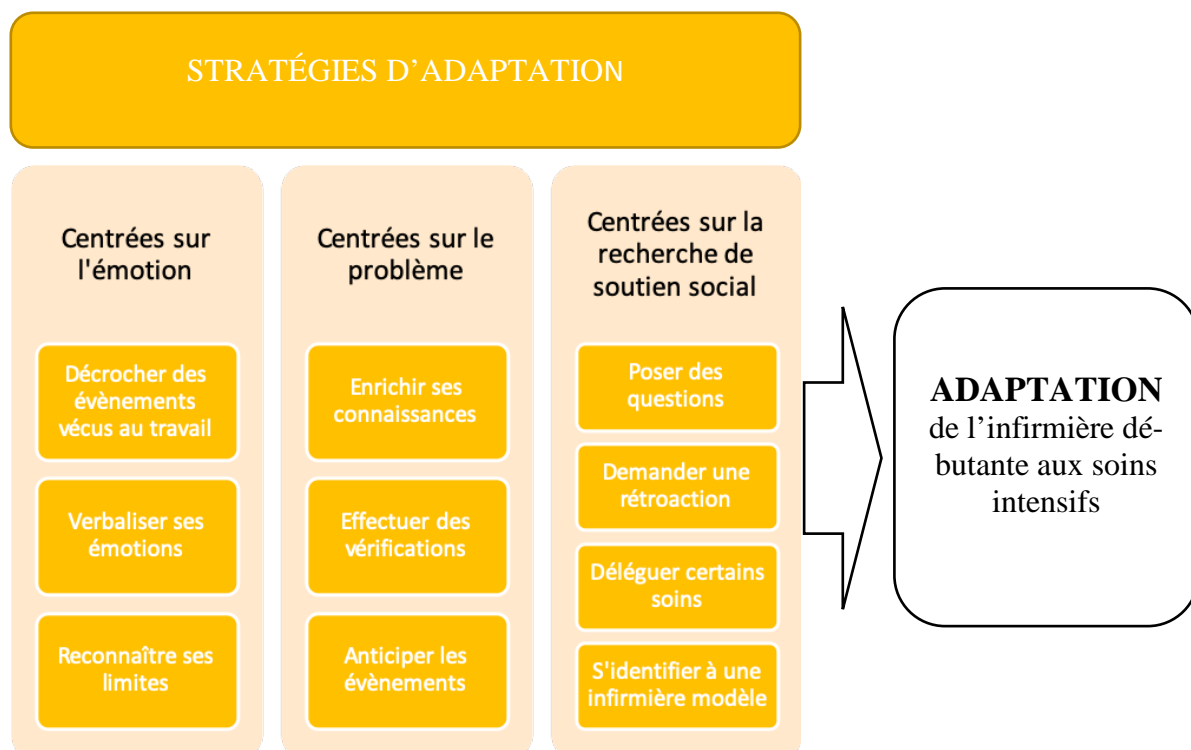 STRATÉGIES D’ADAPTATION
Centrées sur
l'émotion
Décrocher des
évènements
vécus au travail
Verbaliser ses
émotions
Reconnaître ses
limites
Centrées sur le
problème
Enrichir ses
connaissances
Effectuer des
vérifications
Anticiper les
évènements
Centrées sur la
recherche de
soutien social
Poser des
questions
Demander une
rétroaction
Déléguer certains
soins
S'identifier à une
infirmière modèle
ADAPTATION
de l’infirmière dé-
butante aux soins
intensifs